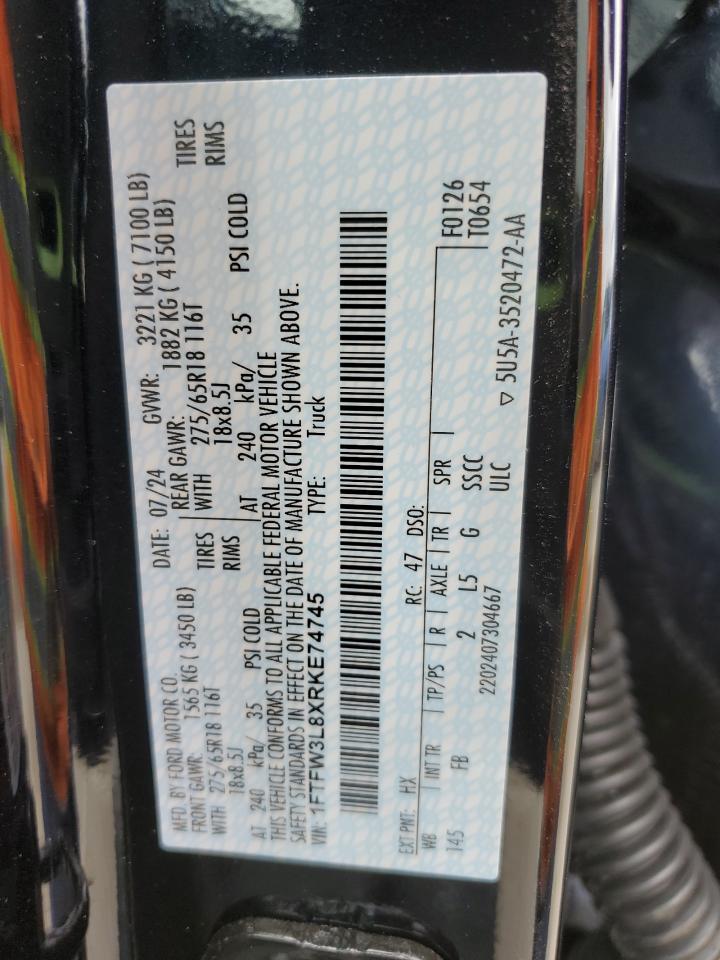 MFD. BY FORD MOTOR CO.
DATE: 07/24 GVWR: 3221 KG ( 7100 LB)
FRONT GAWR: 1565 KG ( 3450 LB) REAR GAWR: 1882 KG ( 4150 LB)
WITH 275/65R18 116T TIRES WITH 275/65R18 116T TIRES
18x8.5J RIMS 18x8.5J RIMS
AT 240 kPa/ 35 PSI COLD AT 240 kPa/ 35 PSI COLD
THIS VEHICLE CONFORMS TO ALL APPLICABLE FEDERAL MOTOR VEHICLE
SAFETY STANDARDS IN EFFECT ON THE DATE OF MANUFACTURE SHOWN ABOVE.
VIN: 1FTFW3L8XRKE74745 TYPE: Truck
EXT PNT: HX RC: 47 DSO: F0126
WB INT TR TP/PS R AXLE TR SPR T0654
145 FB 2 L5 G SSCC
2202407304667 ULC
▽ 5U5A-3520472-AA